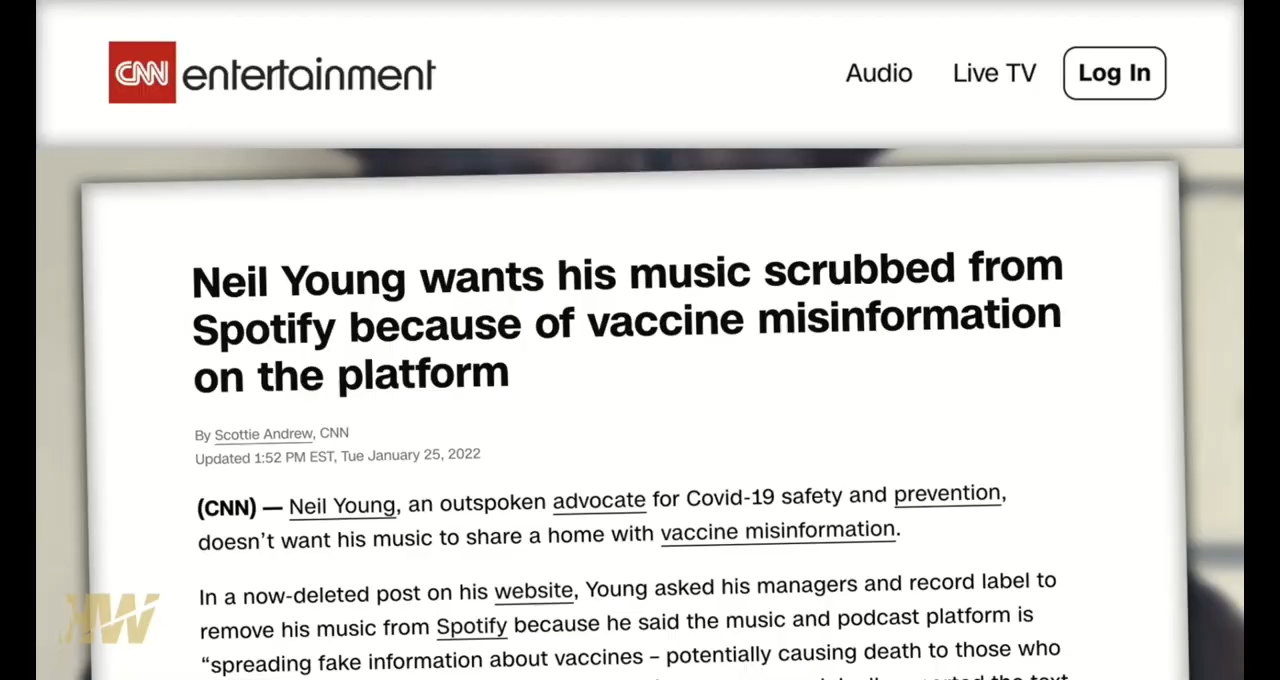 CNN entertainment
Audio
Live TV
Log In
Neil Young wants his music scrubbed from
Spotify because of vaccine misinformation
on the platform
By Scottie Andrew, CNN
Updated 1:52 PM EST, Tue January 25, 2022
(CNN) — Neil Young, an outspoken advocate for Covid-19 safety and prevention,
doesn't want his music to share a home with vaccine misinformation.
In a now-deleted post on his website, Young asked his managers and record label to
remove his music from Spotify because he said the music and podcast platform is
“spreading fake information about vaccines – potentially causing death to those who
the text